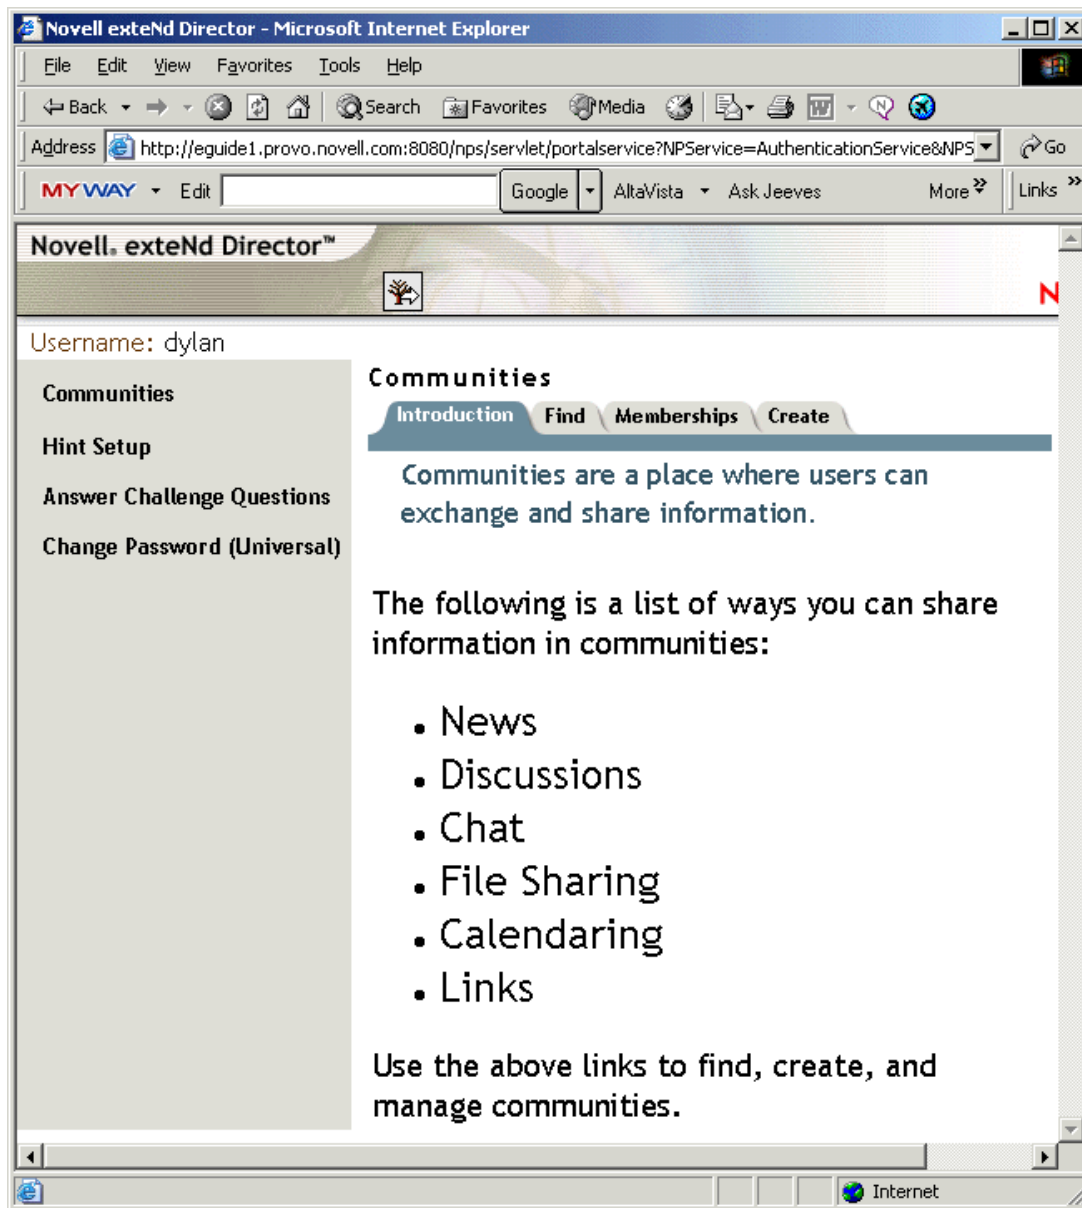 Novell exteNd Director - Microsoft Internet Explorer
File Edit View Favorites Tools Help
Back Search Favorites Media
Address http://eguide1.provo.novell.com:8080/nps/servlet/portalservice?NPService=AuthenticationService&NPS Go
MYWAY Edit Google AltaVista Ask Jeeves More » Links »
Novell® exteNd Director™
N
Username: dylan
Communities
Hint Setup
Answer Challenge Questions
Change Password (Universal)
Communities
Introduction Find Memberships Create
Communities are a place where users can
exchange and share information.
The following is a list of ways you can share
information in communities:
• News
• Discussions
• Chat
• File Sharing
• Calendaring
• Links
Use the above links to find, create, and
manage communities.
Internet